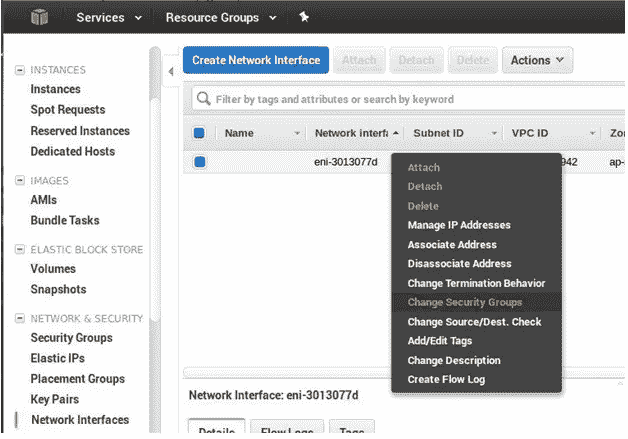 Services Resource Groups
INSTANCES
Instances
Spot Requests
Reserved Instances
Dedicated Hosts
IMAGES
AMIs
Bundle Tasks
ELASTIC BLOCK STORE
Volumes
Snapshots
NETWORK & SECURITY
Security Groups
Elastic IPs
Placement Groups
Key Pairs
Network Interfaces
Create Network Interface Attach Detach Delete Actions
Filter by tags and attributes or search by keyword
Name Network interfa Subnet ID VPC ID Zo
eni-3013077d 942 ap-
Attach
Detach
Delete
Manage IP Addresses
Associate Address
Disassociate Address
Change Termination Behavior
Change Security Groups
Change Source/Dest. Check
Add/Edit Tags
Change Description
Create Flow Log
Network Interface: eni-3013077d
Details Flow Logs Tags